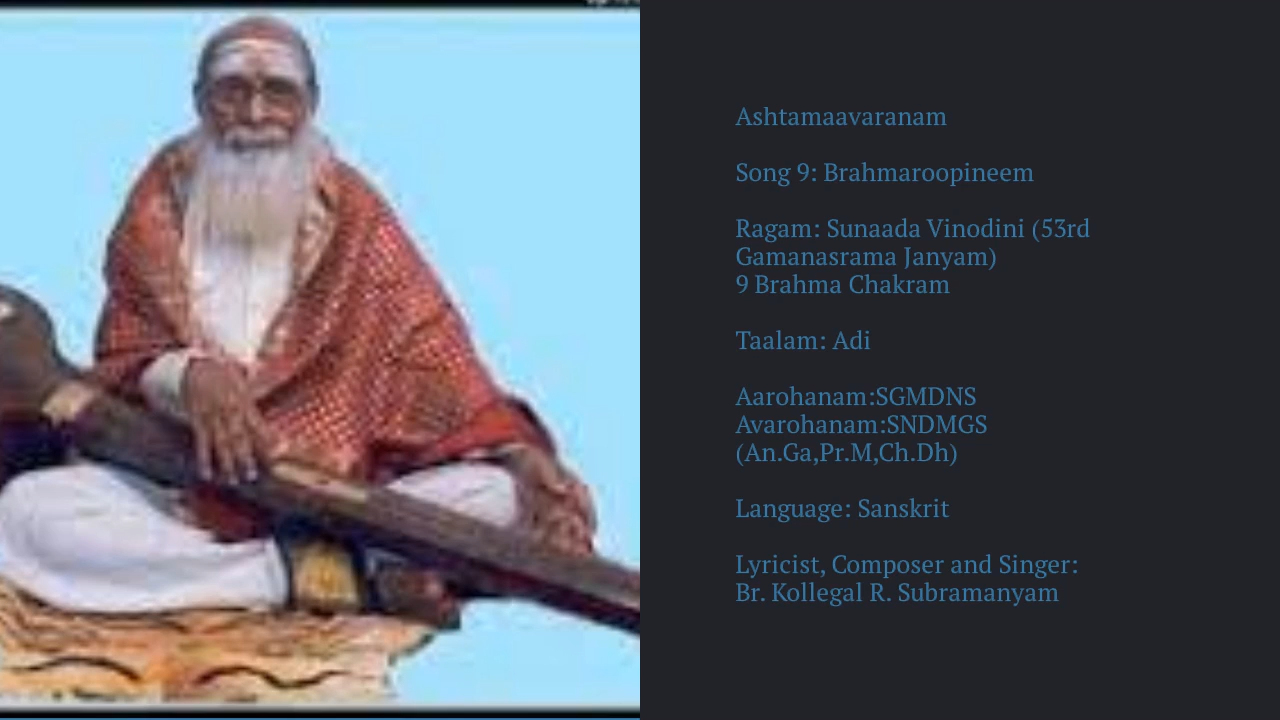 Ashtamaavaranam
Song 9: Brahmaroopineem
Ragam: Sunaada Vinodini (53rd
Gamanasrama Janyam)
9 Brahma Chakram
Taalam: Adi
Aarohanam:SGMDNS
Avarohanam:SNDMGS
(An.Ga,Pr.M,Ch.Dh)
Language: Sanskrit
Lyricist, Composer and Singer:
Br. Kollegal R. Subramanyam